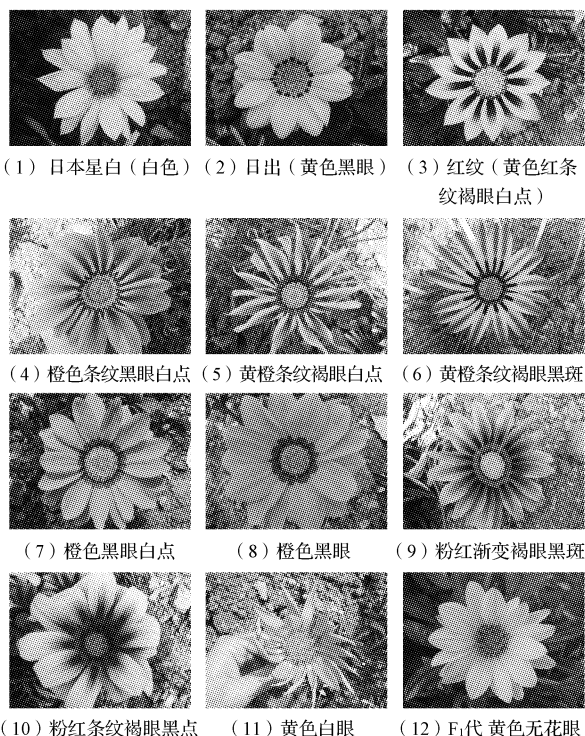 (1) 日本星白(白色) (2)日出(黄色黑眼) (3)红纹(黄色红条
纹褐眼白点)
(4)橙色条纹黑眼白点 (5)黄橙条纹褐眼白点 (6)黄橙条纹褐眼黑斑
(7)橙色黑眼白点 (8)橙色黑眼 (9)粉红渐变褐眼黑斑
(10)粉红条纹褐眼黑点 (11)黄色白眼 (12)F₁代 黄色无花眼